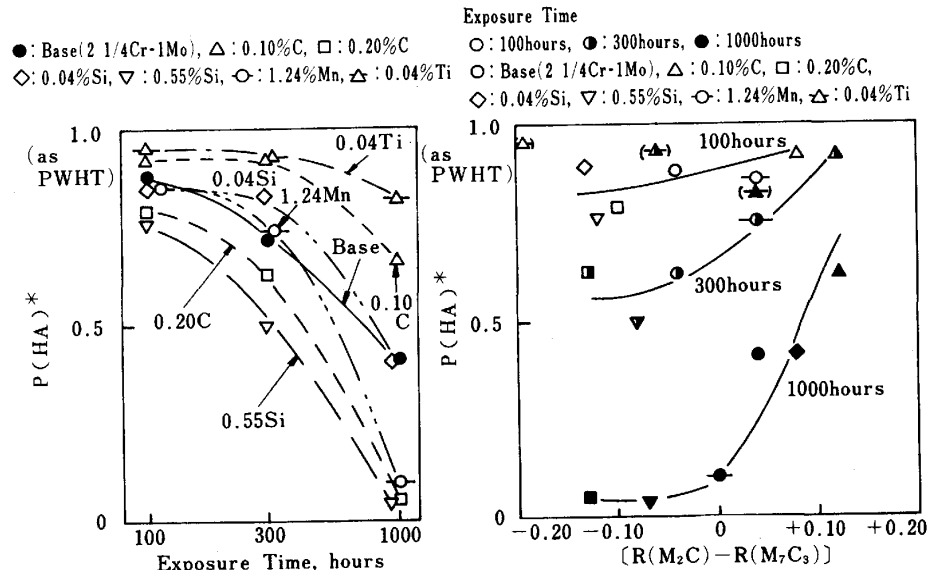 ●: Base(2 1/4Cr-1Mo), △: 0.10%C □: 0.20%C
◇: 0.04%Si, ▽: 0.55%Si, ○: 1.24%Mn, △: 0.04%Ti
1.0
(as
PWHT)
P(HA)*
0.5
0
0.04Ti
0.04Si
1.24Mn
Base
0.10
C
0.20C
0.55Si
100 300 1000
Exposure Time, hours
Exposure Time
○: 100hours, ◑: 300hours, ●: 1000hours
○: Base(2 1/4Cr-1Mo), △: 0.10%C, □: 0.20%C,
◇: 0.04%Si, ▽: 0.55%Si, ○: 1.24%Mn, △: 0.04%Ti
1.0
(as
PWHT)
P(HA)*
0.5
0
100hours
300hours
1000hours
-0.20 -0.10 0 +0.10 +0.20
[R(M₂C)-R(M₇C₃)]